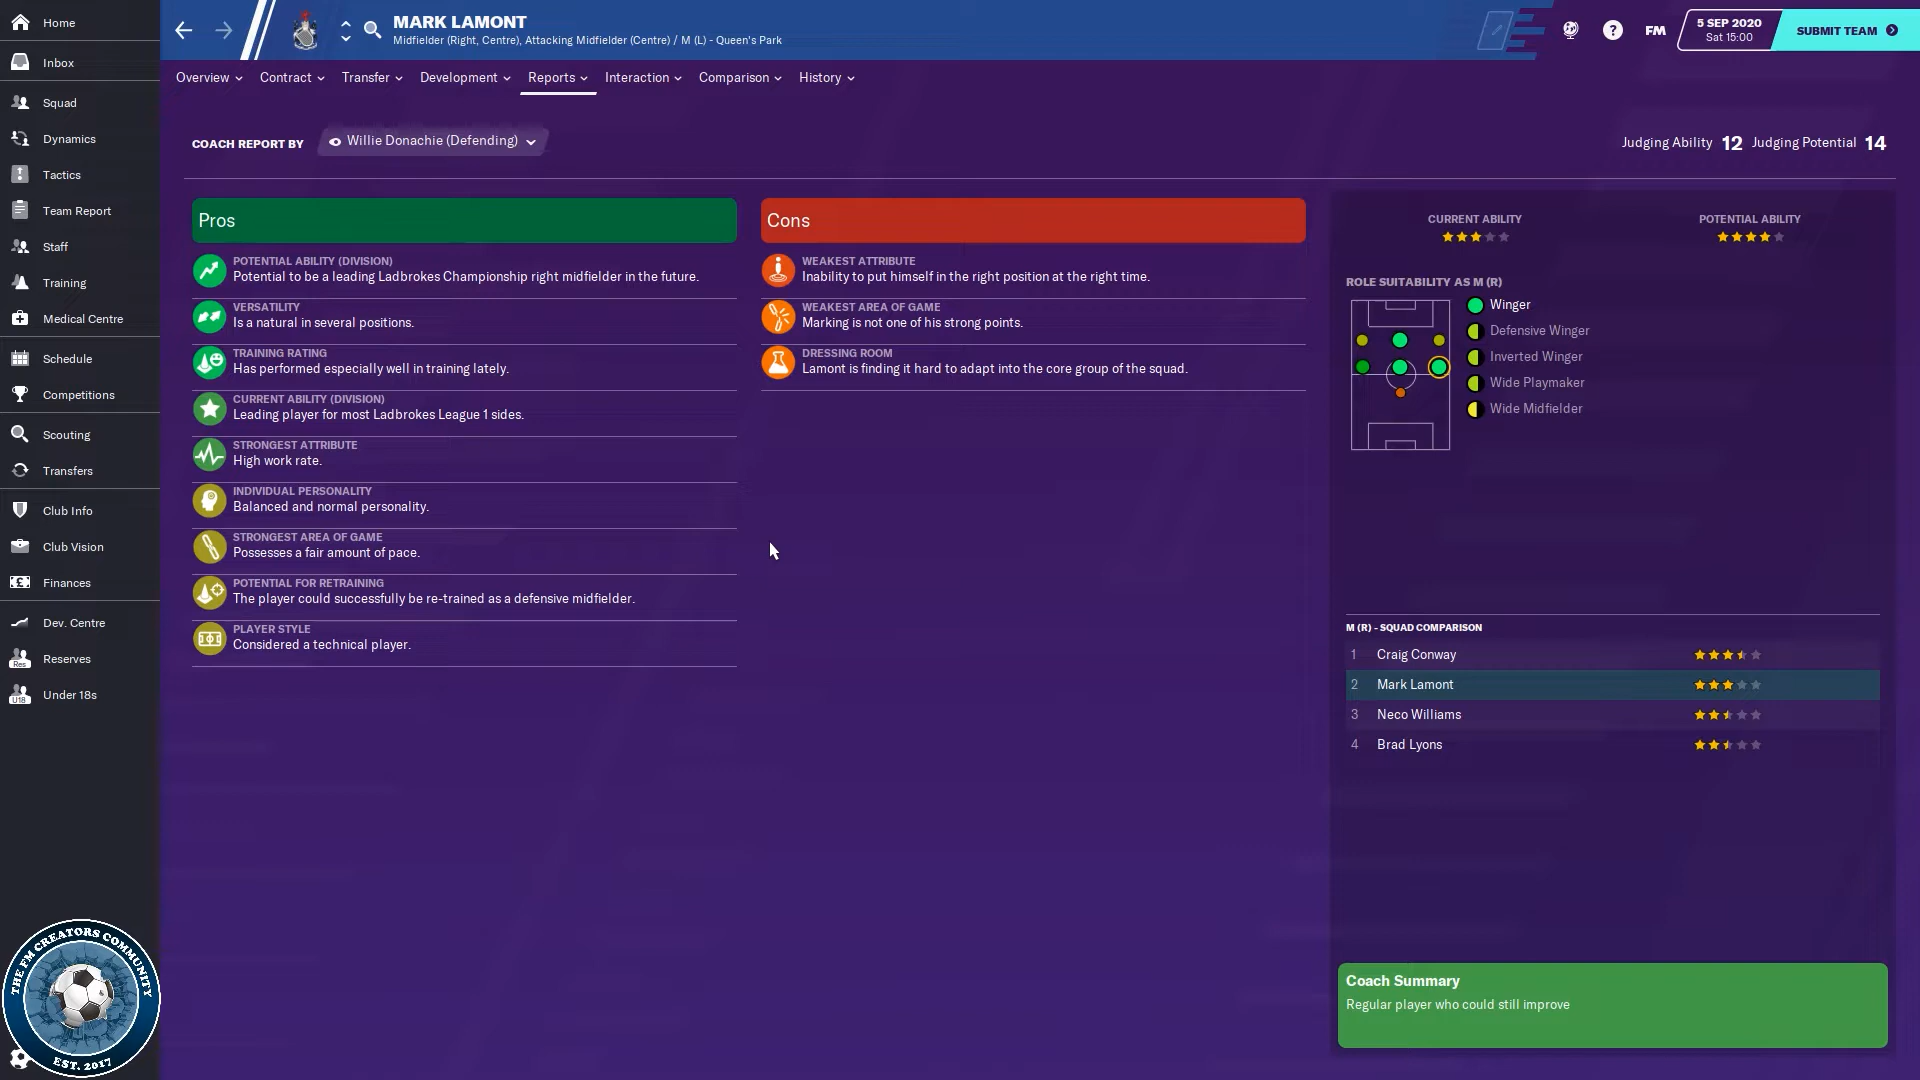 Home
Inbox
Squad
Dynamics
Tactics
Team Report
Staff
Training
Medical Centre
Schedule
Competitions
Scouting
Transfers
Club Info
Club Vision
Finances
Dev. Centre
Res
Reserves
U18
Under 18s
THE FM CREATORS COMMUNITY
EST. 2017
MARK LAMONT
Midfielder (Right, Centre), Attacking Midfielder (Centre) / M (L) - Queen's Park
?
FM
5 SEP 2020
Sat 15:00
SUBMIT TEAM
Overview Contract Transfer Development Reports Interaction Comparison History
COACH REPORT BY Willie Donachie (Defending)
Judging Ability 12 Judging Potential 14
Pros
POTENTIAL ABILITY (DIVISION)
Potential to be a leading Ladbrokes Championship right midfielder in the future.
VERSATILITY
Is a natural in several positions.
TRAINING RATING
Has performed especially well in training lately.
CURRENT ABILITY (DIVISION)
Leading player for most Ladbrokes League 1 sides.
STRONGEST ATTRIBUTE
High work rate.
INDIVIDUAL PERSONALITY
Balanced and normal personality.
STRONGEST AREA OF GAME
Possesses a fair amount of pace.
POTENTIAL FOR RETRAINING
The player could successfully be re-trained as a defensive midfielder.
PLAYER STYLE
Considered a technical player.
Cons
WEAKEST ATTRIBUTE
Inability to put himself in the right position at the right time.
WEAKEST AREA OF GAME
Marking is not one of his strong points.
DRESSING ROOM
Lamont is finding it hard to adapt into the core group of the squad.
CURRENT ABILITY
POTENTIAL ABILITY
ROLE SUITABILITY AS M (R)
Winger
Defensive Winger
Inverted Winger
Wide Playmaker
Wide Midfielder
M (R) - SQUAD COMPARISON
1 Craig Conway
2 Mark Lamont
3 Neco Williams
4 Brad Lyons
Coach Summary
Regular player who could still improve